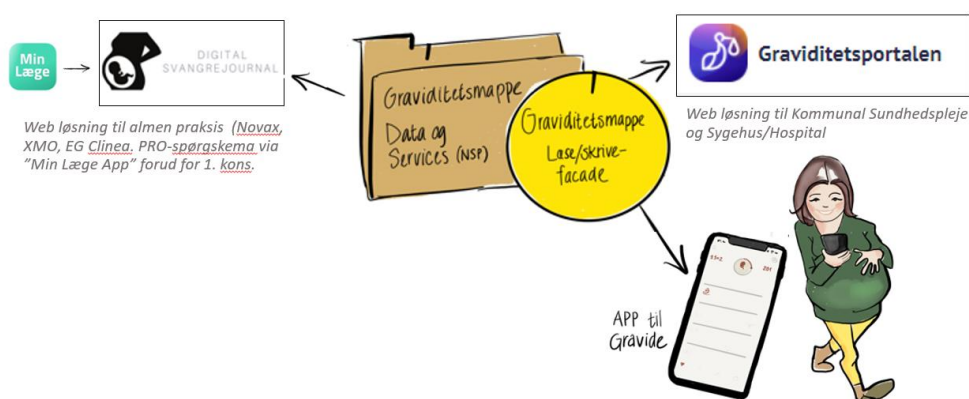 Min
Læge
DIGITAL
SVANGREJOURNAL
Web løsning til almen praksis  (Novax,
XMO, EG Clinea. PRO-spørgskema via
”Min Læge App” forud for 1. kons.
Graviditetsmappe
Data og
Services (NSP)
Graviditetsmappe
Læse/skrive-
facade
Graviditetsportalen
Web løsning til Kommunal Sundhedspleje
og Sygehus/Hospital
APP til
Gravide